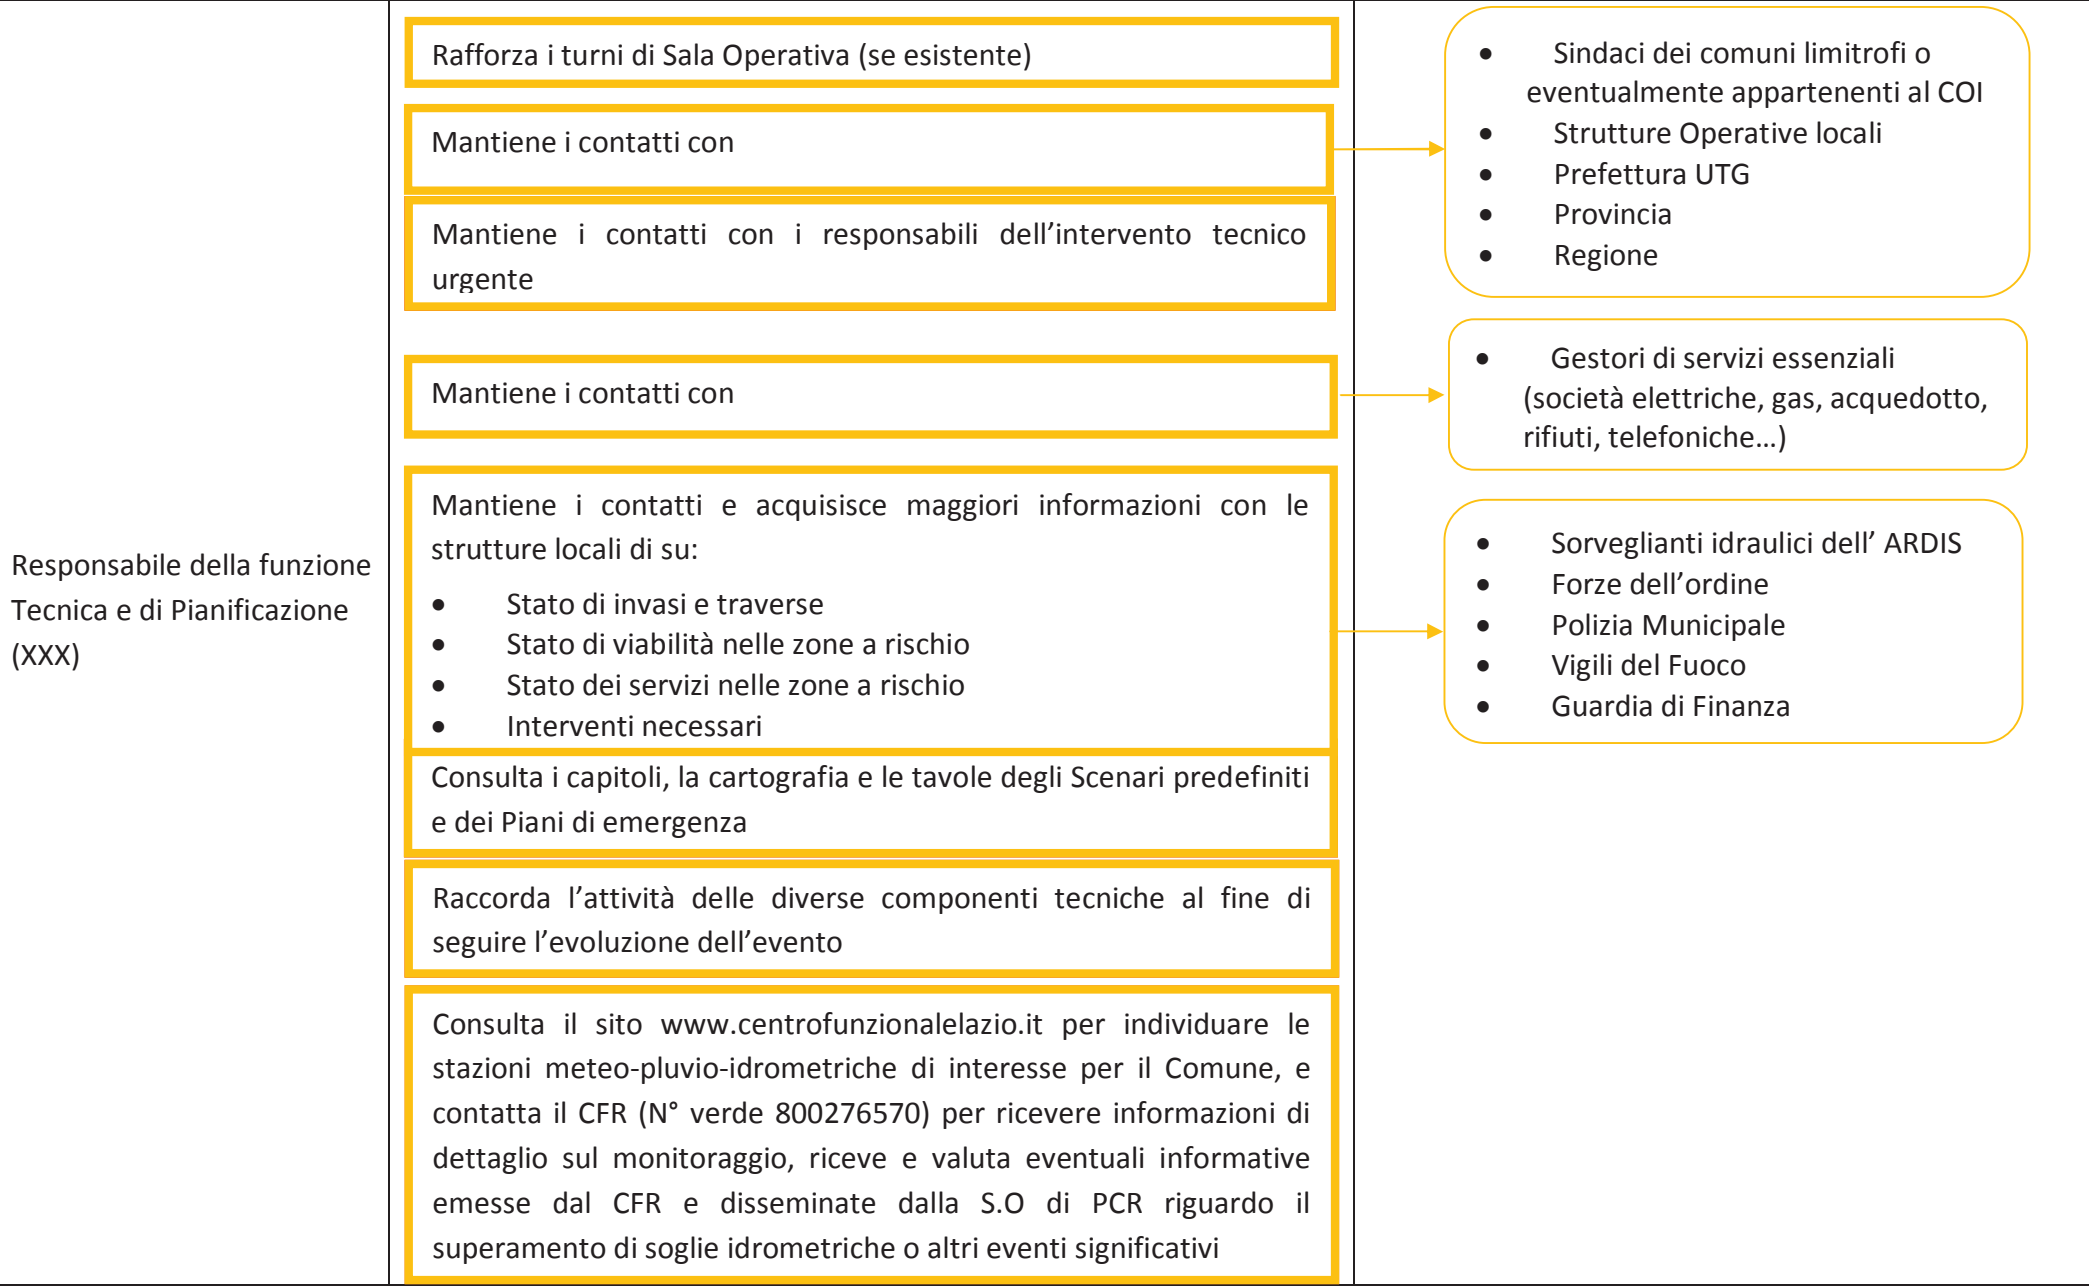 Responsabile della funzione
Tecnica e di Pianificazione
(XXX)
Rafforza i turni di Sala Operativa (se esistente)
Mantiene i contatti con
Mantiene i contatti con i responsabili dell’intervento tecnico
urgente
Mantiene i contatti con
Mantiene i contatti e acquisisce maggiori informazioni con le
strutture locali di su:
• Stato di invasi e traverse
• Stato di viabilità nelle zone a rischio
• Stato dei servizi nelle zone a rischio
• Interventi necessari
Consulta i capitoli, la cartografia e le tavole degli Scenari predefiniti
e dei Piani di emergenza
Raccorda l’attività delle diverse componenti tecniche al fine di
seguire l’evoluzione dell’evento
Consulta il sito www.centrofunzionalelazio.it per individuare le
stazioni meteo-pluvio-idrometriche di interesse per il Comune, e
contatta il CFR (N° verde 800276570) per ricevere informazioni di
dettaglio sul monitoraggio, riceve e valuta eventuali informative
emesse dal CFR e disseminate dalla S.O di PCR riguardo il
superamento di soglie idrometriche o altri eventi significativi
• Sindaci dei comuni limitrofi o
eventualmente appartenenti al COI
• Strutture Operative locali
• Prefettura UTG
• Provincia
• Regione
• Gestori di servizi essenziali
(società elettriche, gas, acquedotto,
rifiuti, telefoniche…)
• Sorveglianti idraulici dell’ ARDIS
• Forze dell’ordine
• Polizia Municipale
• Vigili del Fuoco
• Guardia di Finanza